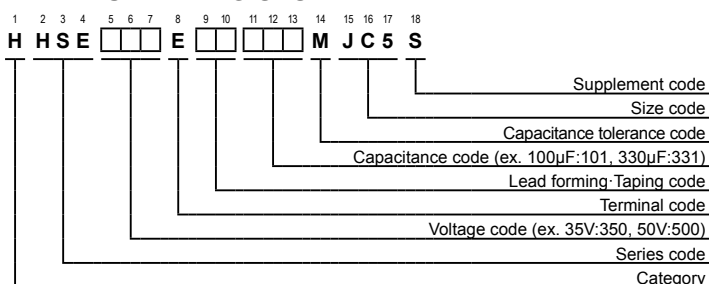 1 2 3 4 5 6 7 8 9 10 11 12 13 14 15 16 17 18
H HSE □□□ E □□ □□□ M JC5 S
Supplement code
Size code
Capacitance tolerance code
Capacitance code (ex. 100µF:101, 330µF:331)
Lead forming·Taping code
Terminal code
Voltage code (ex. 35V:350, 50V:500)
Series code
Category